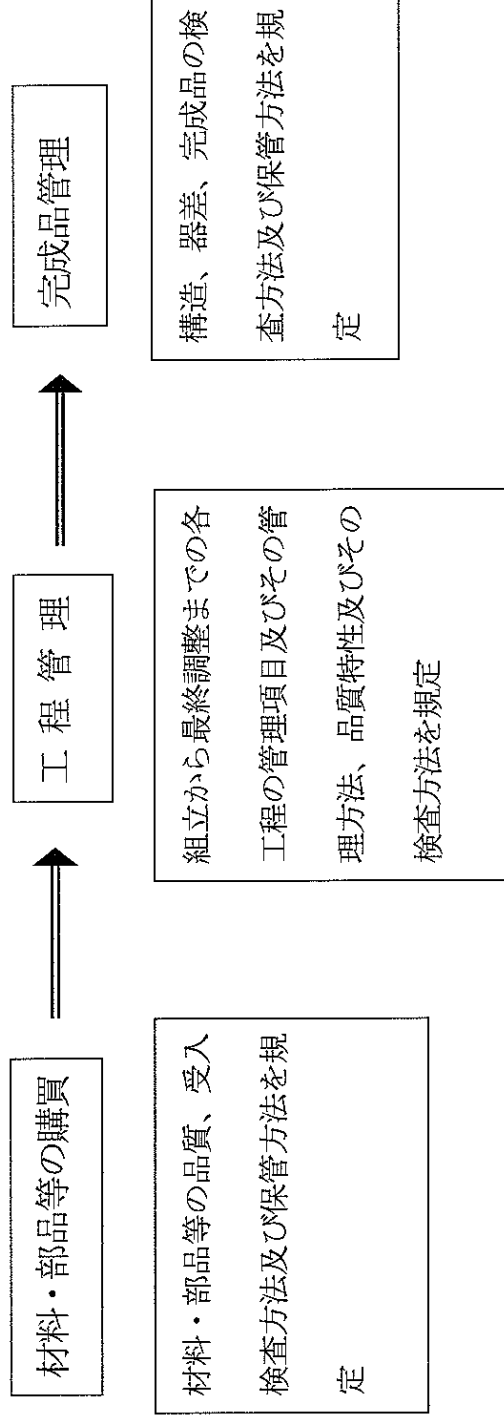 材料・部品等の購買
材料・部品等の品質、受入
検査方法及び保管方法を規
定
工程管理
組立から最終調整までの各
工程の管理項目及びその管
理方法、品質特性及びその
検査方法を規定
完成品管理
構造、器差、完成品の検
査方法及び保管方法を規
定